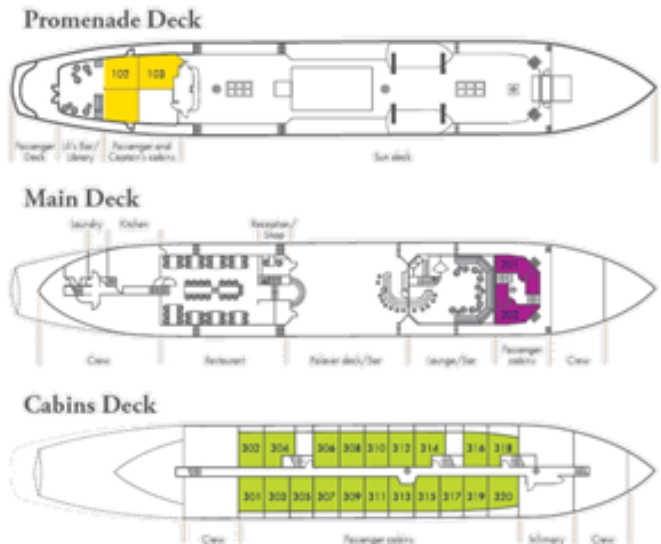 Promenade Deck
102 103
Passenger Deck
Lili's Bar/ Library
Passenger and Captain's cabins
Sun deck
Main Deck
Laundry Kitchen Reception/ Shop
201
202
Crew Restaurant Palaver deck/Bar Lounge/Bar Passenger cabins Crew
Cabins Deck
302 304 306 308 310 312 314 316 318
301 303 305 307 309 311 313 315 317 319 320
Crew Passenger cabins Infirmary Crew